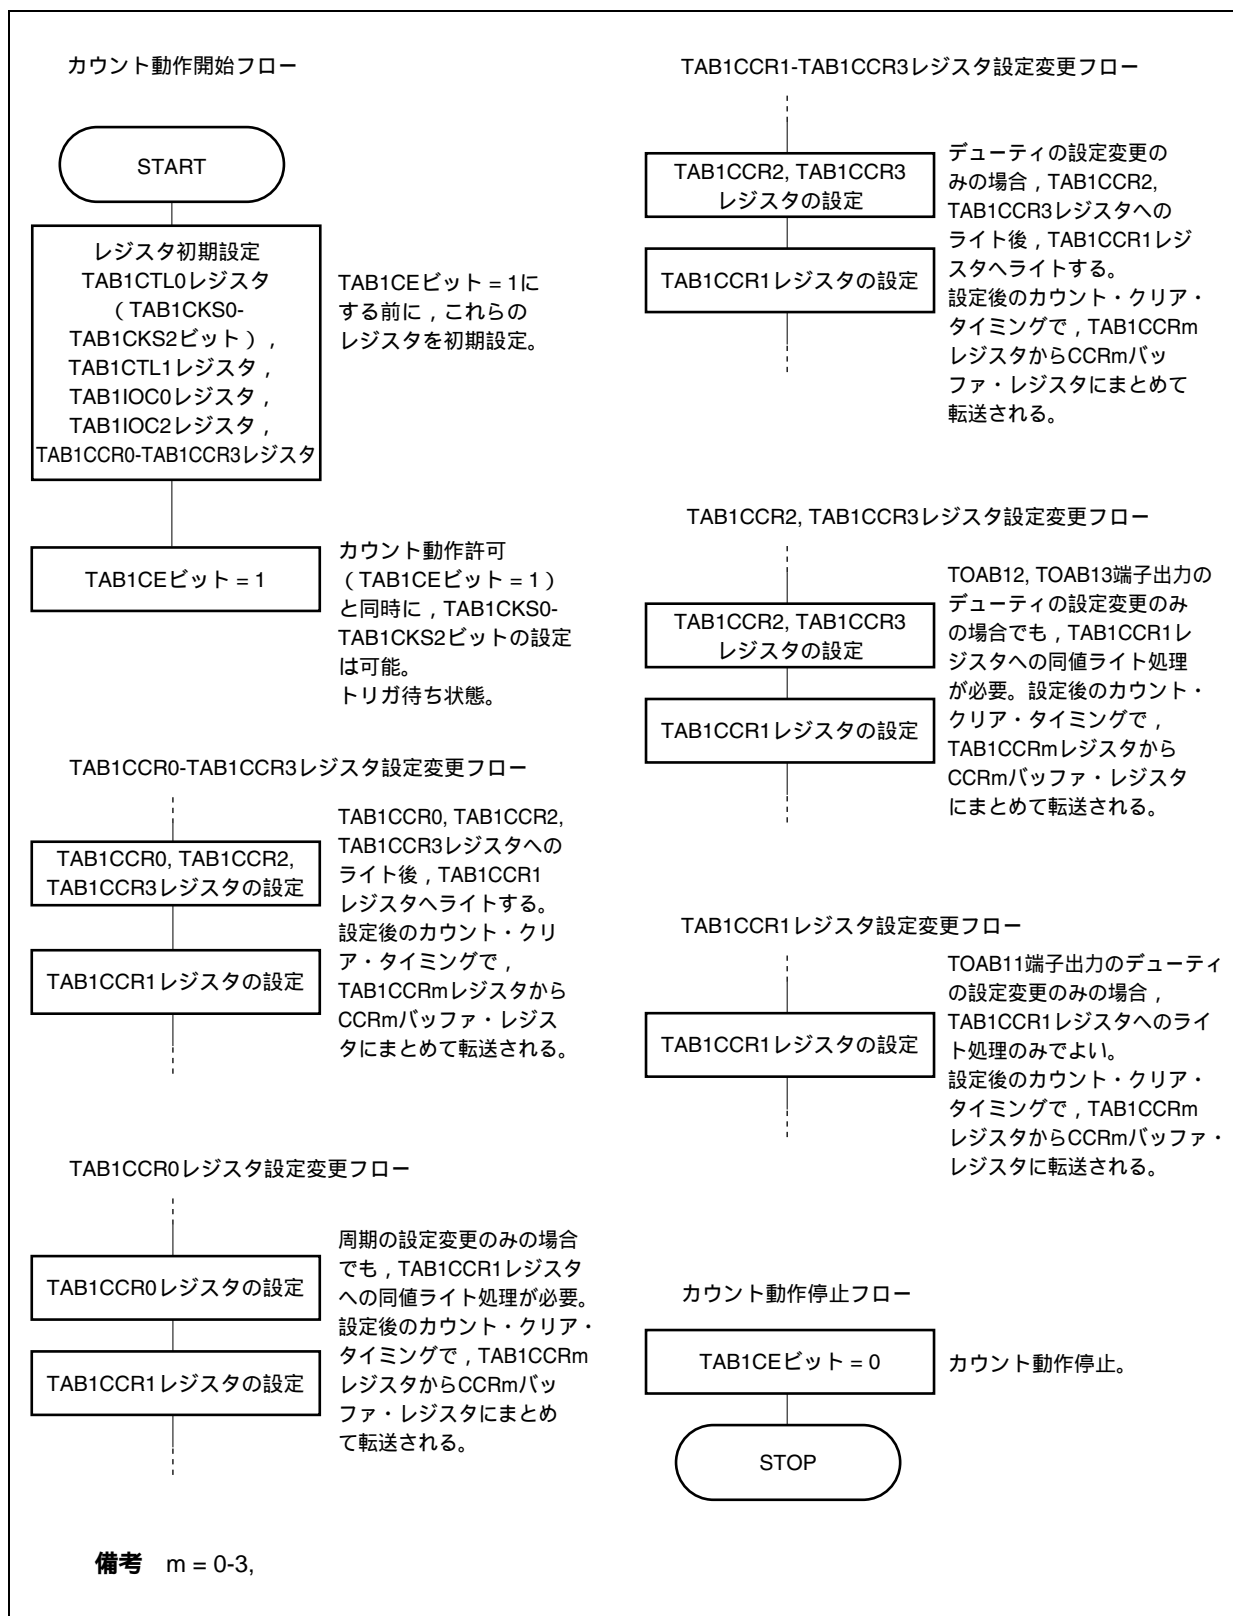 カウント動作開始フロー
START
レジスタ初期設定
TAB1CTL0レジスタ
（TAB1CKS0-
TAB1CKS2ビット），
TAB1CTL1レジスタ，
TAB1IOC0レジスタ，
TAB1IOC2レジスタ，
TAB1CCR0-TAB1CCR3レジスタ
TAB1CEビット = 1に
する前に，これらの
レジスタを初期設定。
TAB1CEビット = 1
カウント動作許可
（TAB1CEビット = 1）
と同時に，TAB1CKS0-
TAB1CKS2ビットの設定
は可能。
トリガ待ち状態。
TAB1CCR0-TAB1CCR3レジスタ設定変更フロー
TAB1CCR0, TAB1CCR2,
TAB1CCR3レジスタの設定
TAB1CCR1レジスタの設定
TAB1CCR0, TAB1CCR2,
TAB1CCR3レジスタへの
ライト後，TAB1CCR1
レジスタへライトする。
設定後のカウント・クリ
ア・タイミングで，
TAB1CCRmレジスタから
CCRmバッファ・レジス
タにまとめて転送される。
TAB1CCR0レジスタ設定変更フロー
TAB1CCR0レジスタの設定
TAB1CCR1レジスタの設定
周期の設定変更のみの場合
でも，TAB1CCR1レジスタ
への同値ライト処理が必要。
設定後のカウント・クリア・
タイミングで，TAB1CCRm
レジスタからCCRmバッ
ファ・レジスタにまとめ
て転送される。
TAB1CCR1-TAB1CCR3レジスタ設定変更フロー
TAB1CCR2, TAB1CCR3
レジスタの設定
TAB1CCR1レジスタの設定
デューティの設定変更の
みの場合，TAB1CCR2,
TAB1CCR3レジスタへの
ライト後，TAB1CCR1レジ
スタへライトする。
設定後のカウント・クリア・
タイミングで，TAB1CCRm
レジスタからCCRmバッ
ファ・レジスタにまとめて
転送される。
TAB1CCR2, TAB1CCR3レジスタ設定変更フロー
TAB1CCR2, TAB1CCR3
レジスタの設定
TAB1CCR1レジスタの設定
TOAB12, TOAB13端子出力の
デューティの設定変更のみ
の場合でも，TAB1CCR1レ
ジスタへの同値ライト処理
が必要。設定後のカウント・
クリア・タイミングで，
TAB1CCRmレジスタから
CCRmバッファ・レジスタ
にまとめて転送される。
TAB1CCR1レジスタ設定変更フロー
TAB1CCR1レジスタの設定
TOAB11端子出力のデューティ
の設定変更のみの場合，
TAB1CCR1レジスタへのライ
ト処理のみでよい。
設定後のカウント・クリア・
タイミングで，TAB1CCRm
レジスタからCCRmバッファ・
レジスタに転送される。
カウント動作停止フロー
TAB1CEビット = 0
カウント動作停止。
STOP
備考 m = 0-3,